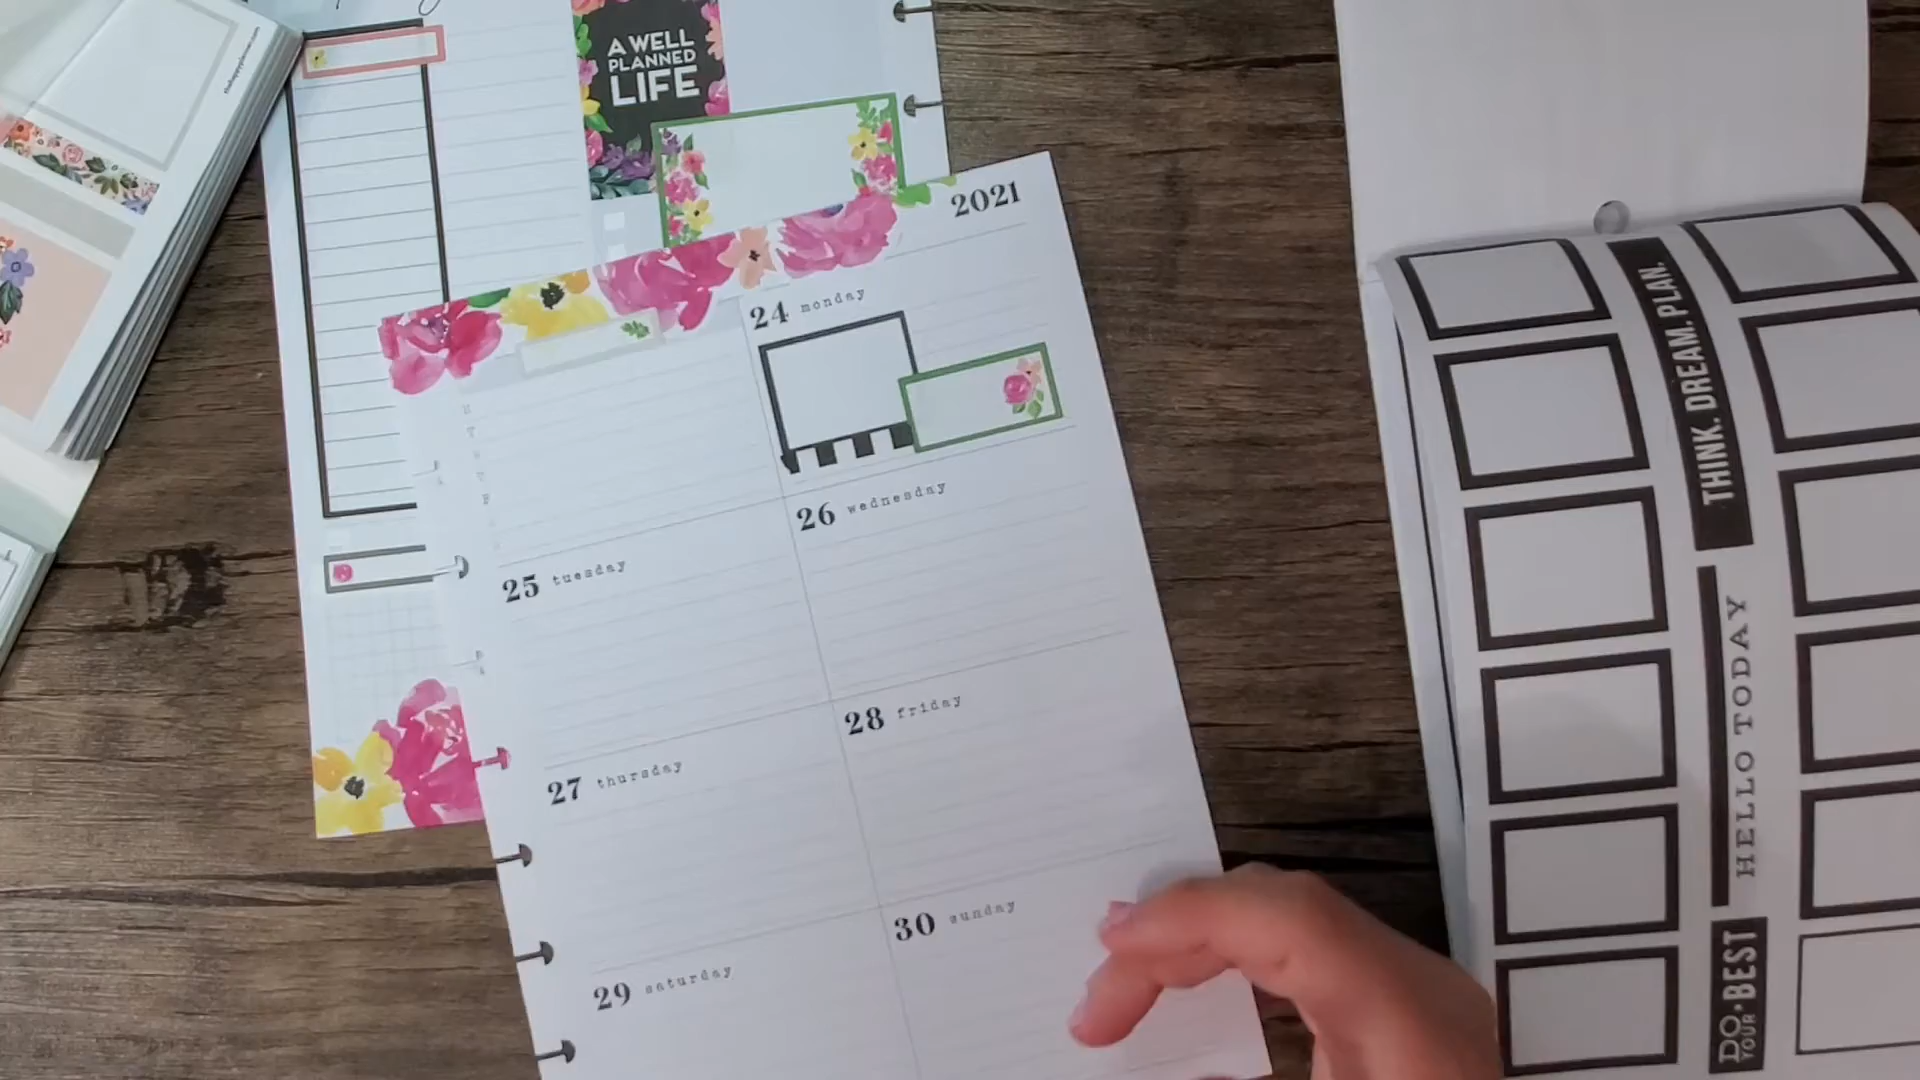 A WELL
PLANNED
LIFE
2021
24 monday
25 tuesday
26 wednesday
27 thursday
28 friday
29 saturday
30 sunday
THINK. DREAM. PLAN.
HELLO TODAY
DO YOUR BEST